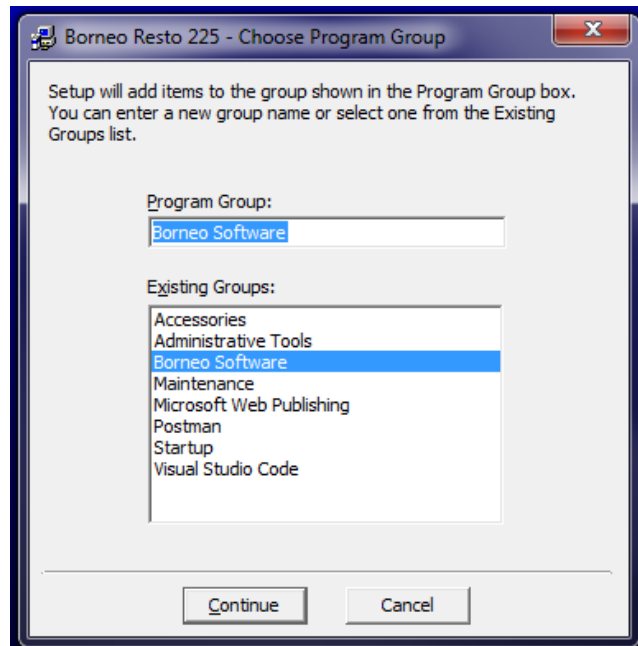 Borneo Resto 225 - Choose Program Group
Setup will add items to the group shown in the Program Group box.
You can enter a new group name or select one from the Existing
Groups list.
Program Group:
Borneo Software
Existing Groups:
Accessories
Administrative Tools
Borneo Software
Maintenance
Microsoft Web Publishing
Postman
Startup
Visual Studio Code
Continue
Cancel